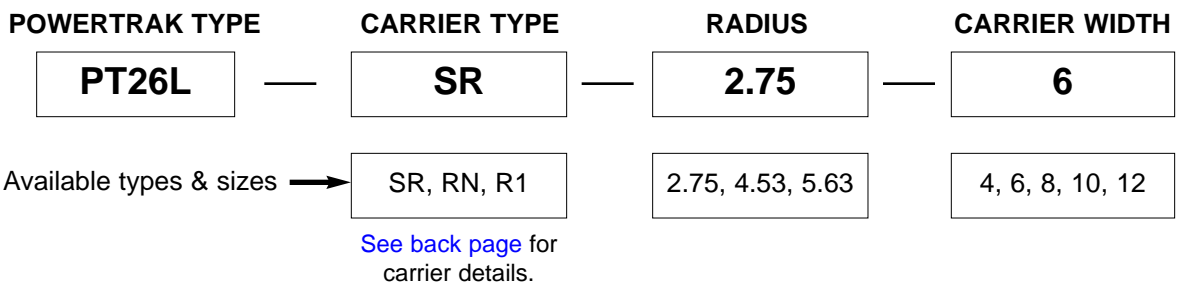 POWERTRAK TYPE CARRIER TYPE RADIUS CARRIER WIDTH
PT26L — SR — 2.75 — 6
Available types & sizes SR, RN, R1 2.75, 4.53, 5.63 4, 6, 8, 10, 12
See back page for
carrier details.